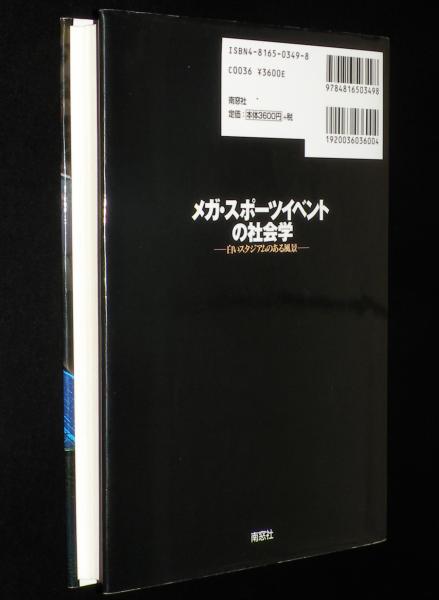 ISBN4-8165-0349-8
C0036 ¥3600E
南窓社
定価:本体3600円+税
9784816503498
1920036036004
メガ・スポーツイベント
の社会学
—白いスタジアムのある風景—
南窓社